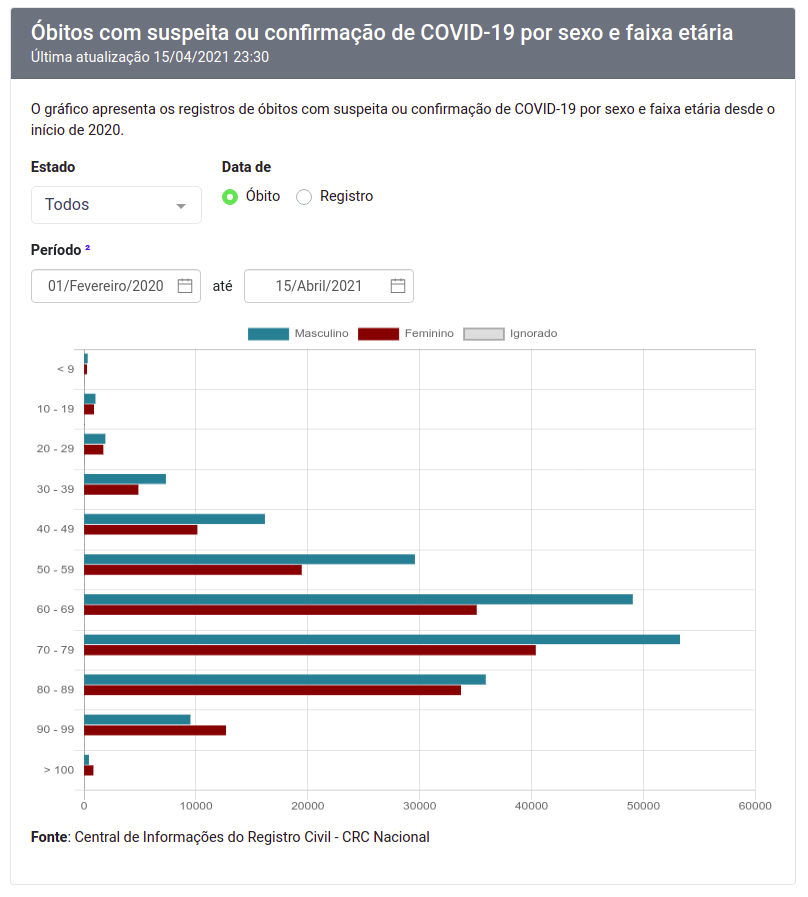 Óbitos com suspeita ou confirmação de COVID-19 por sexo e faixa etária
Última atualização 15/04/2021 23:30
O gráfico apresenta os registros de óbitos com suspeita ou confirmação de COVID-19 por sexo e faixa etária desde o
início de 2020.
Estado Data de
Todos Óbito Registro
Período ²
01/Fevereiro/2020 até 15/Abril/2021
Masculino Feminino Ignorado
< 9
10 - 19
20 - 29
30 - 39
40 - 49
50 - 59
60 - 69
70 - 79
80 - 89
90 - 99
> 100
0 10000 20000 30000 40000 50000 60000
Fonte: Central de Informações do Registro Civil - CRC Nacional